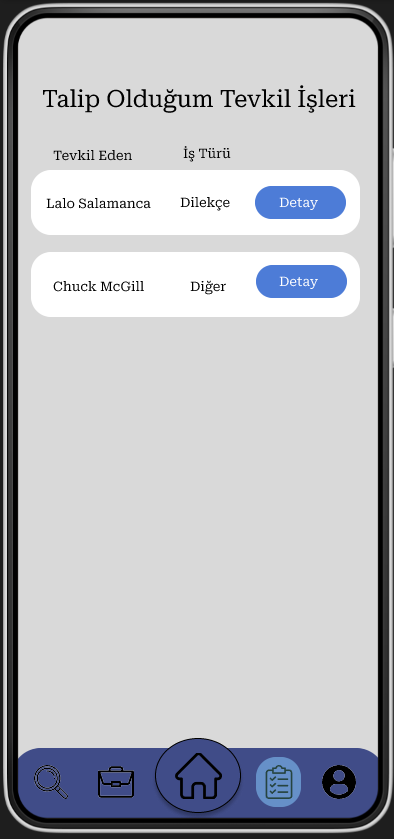 Talip Olduğum Tevkil İşleri
Tevkil Eden İş Türü
Lalo Salamanca Dilekçe Detay
Chuck McGill Diğer Detay